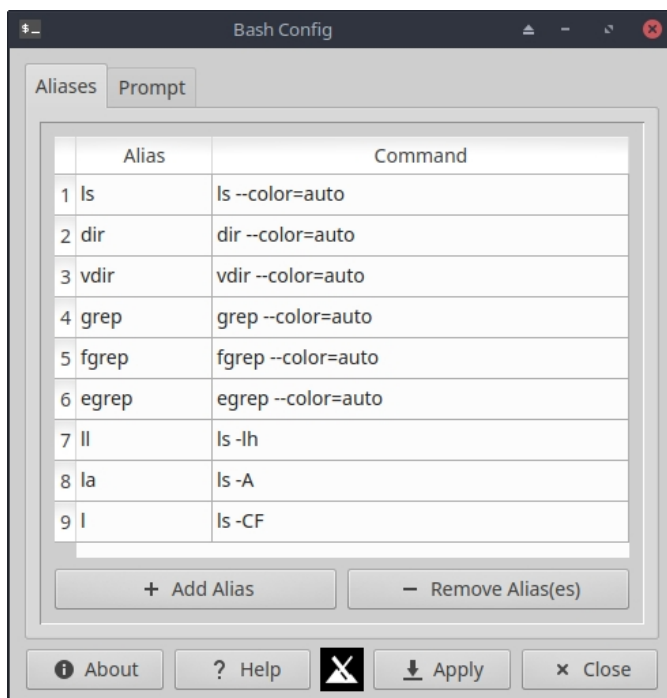 $_ Bash Config
Aliases Prompt
Alias Command
1 ls ls --color=auto
2 dir dir --color=auto
3 vdir vdir --color=auto
4 grep grep --color=auto
5 fgrep fgrep --color=auto
6 egrep egrep --color=auto
7 ll ls -lh
8 la ls -A
9 l ls -CF
+ Add Alias − Remove Alias(es)
About ? Help Apply × Close